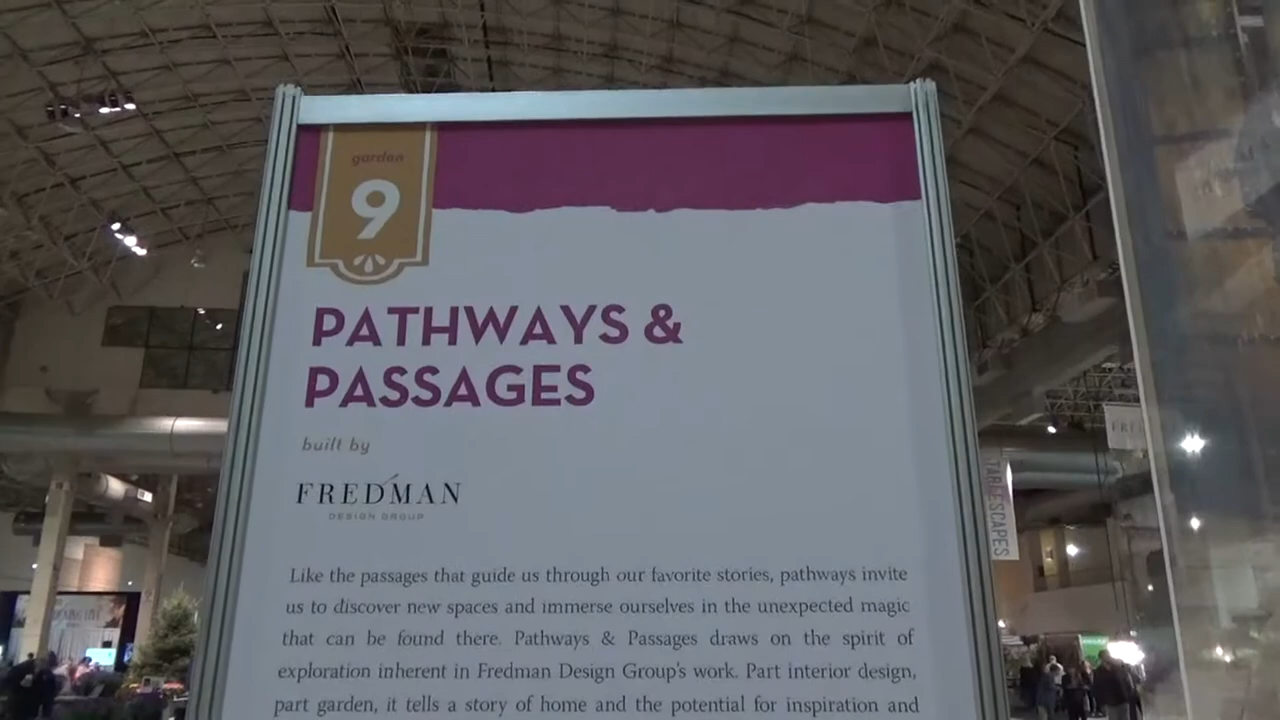 garden
9
PATHWAYS &
PASSAGES
built by
FREDMAN
DESIGN GROUP
Like the passages that guide us through our favorite stories, pathways invite
us to discover new spaces and immerse ourselves in the unexpected magic
that can be found there. Pathways & Passages draws on the spirit of
exploration inherent in Fredman Design Group's work. Part interior design,
part garden, it tells a story of home and the potential for inspiration and
TABLESCAPES